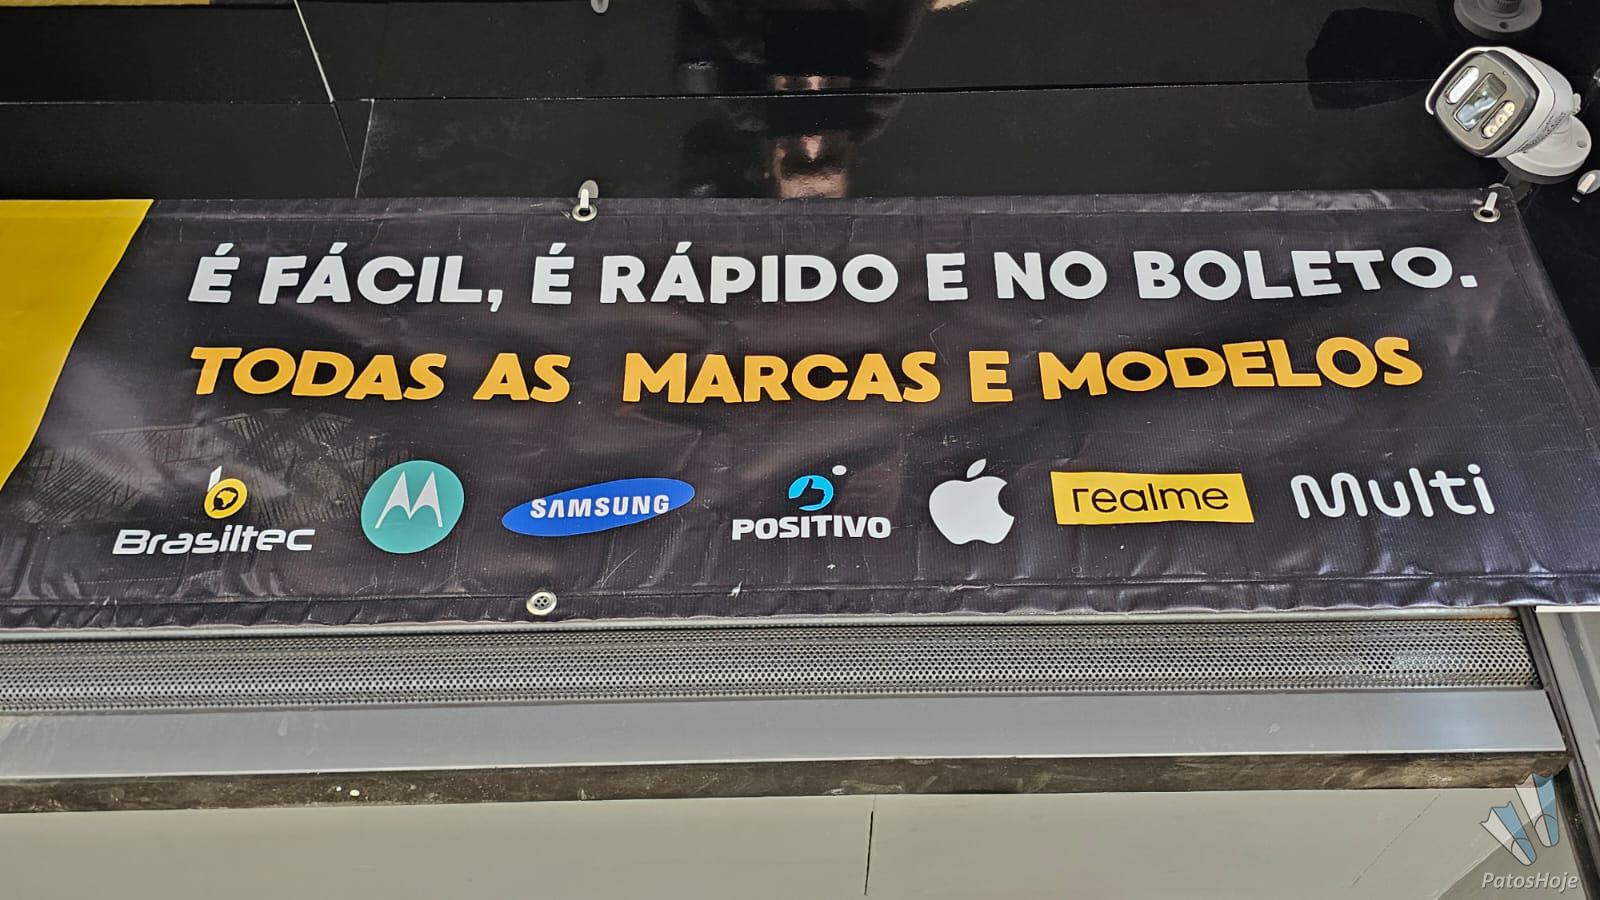 É FÁCIL, É RÁPIDO E NO BOLETO.
TODAS AS MARCAS E MODELOS
Brasiltec
SAMSUNG
POSITIVO
realme
Multi
PatosHoje